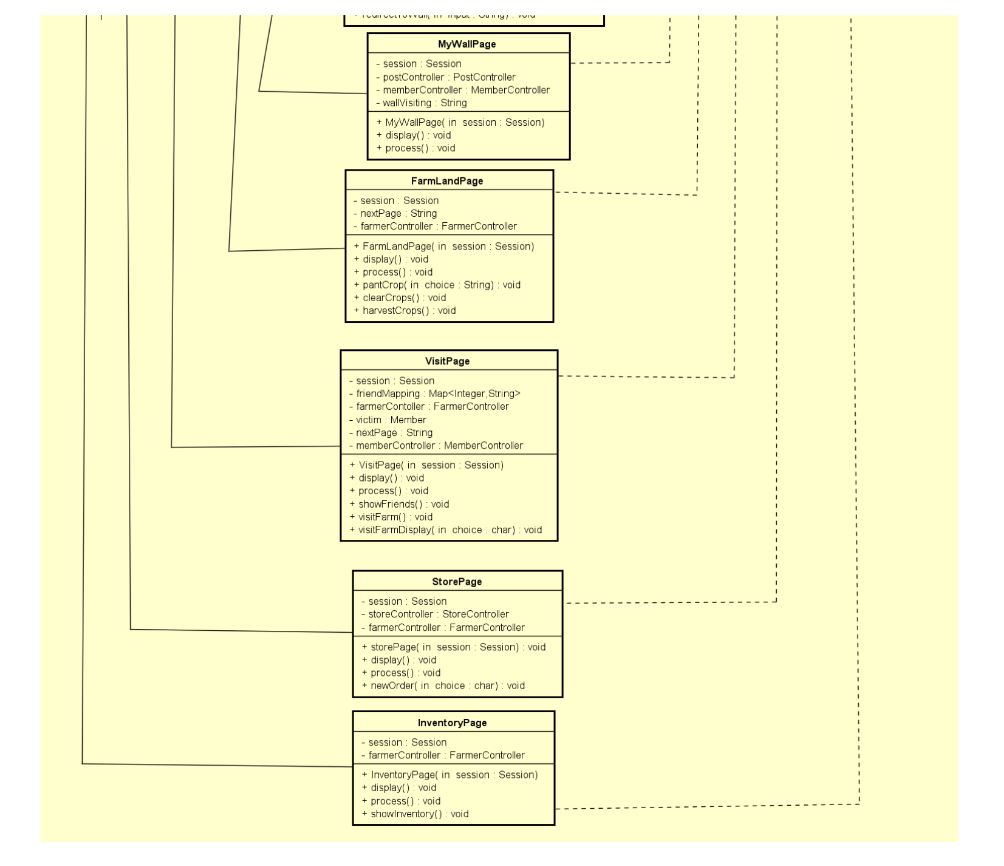 + redirectToWall( in input : String) : void
MyWallPage
- session : Session
- postController : PostController
- memberController : MemberController
- wallVisiting : String
+ MyWallPage( in session : Session)
+ display() : void
+ process() : void
FarmLandPage
- session : Session
- nextPage : String
- farmerController : FarmerController
+ FarmLandPage( in session : Session)
+ display() : void
+ process() : void
+ pantCrop( in choice : String) : void
+ clearCrops() : void
+ harvestCrops() : void
VisitPage
- session : Session
- friendMapping : Map<Integer,String>
- farmerContoller : FarmerController
- victim : Member
- nextPage : String
- memberController : MemberController
+ VisitPage( in session : Session)
+ display() : void
+ process() : void
+ showFriends() : void
+ visitFarm() : void
+ visitFarmDisplay( in choice : char) : void
StorePage
- session : Session
- storeController : StoreController
- farmerController : FarmerController
+ storePage( in session : Session) : void
+ display() : void
+ process() : void
+ newOrder( in choice : char) : void
InventoryPage
- session : Session
- farmerController : FarmerController
+ InventoryPage( in session : Session)
+ display() : void
+ process() : void
+ showInventory() : void